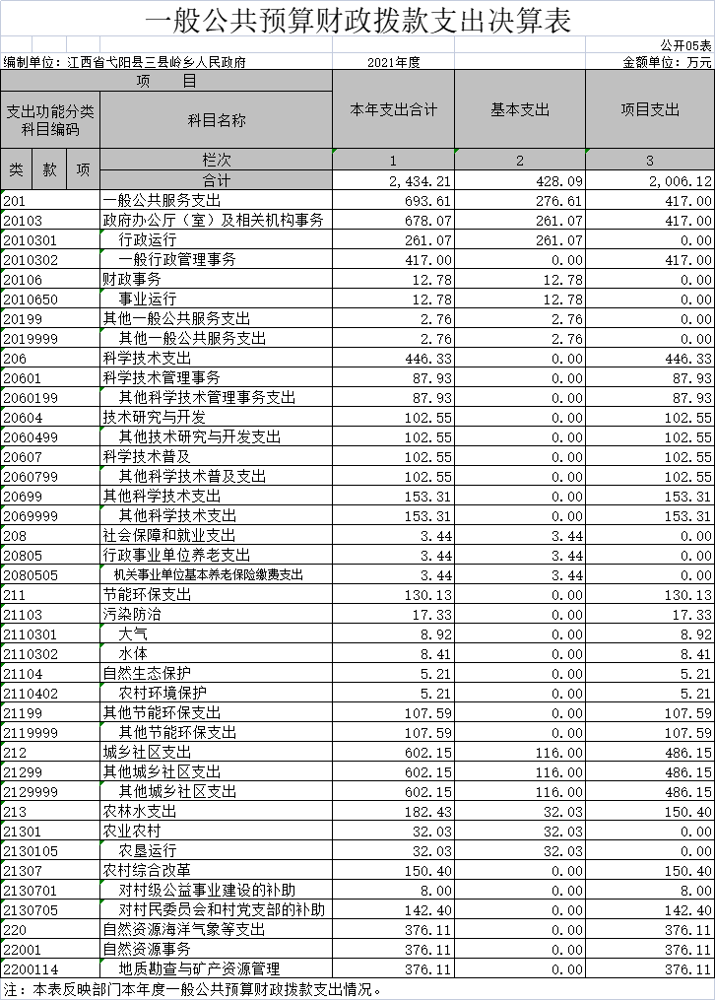 一般公共预算财政拨款支出决算表
公开05表
编制单位：江西省弋阳县三县岭乡人民政府 2021年度 金额单位：万元
项 目 本年支出合计 基本支出 项目支出
支出功能分类科目编码 科目名称
类 款 项 栏次 1 2 3
合计 2,434.21 428.09 2,006.12
201 一般公共服务支出 693.61 276.61 417.00
20103 政府办公厅（室）及相关机构事务 678.07 261.07 417.00
2010301 行政运行 261.07 261.07 0.00
2010302 一般行政管理事务 417.00 0.00 417.00
20106 财政事务 12.78 12.78 0.00
2010650 事业运行 12.78 12.78 0.00
20199 其他一般公共服务支出 2.76 2.76 0.00
2019999 其他一般公共服务支出 2.76 2.76 0.00
206 科学技术支出 446.33 0.00 446.33
20601 科学技术管理事务 87.93 0.00 87.93
2060199 其他科学技术管理事务支出 87.93 0.00 87.93
20604 技术研究与开发 102.55 0.00 102.55
2060499 其他技术研究与开发支出 102.55 0.00 102.55
20607 科学技术普及 102.55 0.00 102.55
2060799 其他科学技术普及支出 102.55 0.00 102.55
20699 其他科学技术支出 153.31 0.00 153.31
2069999 其他科学技术支出 153.31 0.00 153.31
208 社会保障和就业支出 3.44 3.44 0.00
20805 行政事业单位养老支出 3.44 3.44 0.00
2080505 机关事业单位基本养老保险缴费支出 3.44 3.44 0.00
211 节能环保支出 130.13 0.00 130.13
21103 污染防治 17.33 0.00 17.33
2110301 大气 8.92 0.00 8.92
2110302 水体 8.41 0.00 8.41
21104 自然生态保护 5.21 0.00 5.21
2110402 农村环境保护 5.21 0.00 5.21
21199 其他节能环保支出 107.59 0.00 107.59
2119999 其他节能环保支出 107.59 0.00 107.59
212 城乡社区支出 602.15 116.00 486.15
21299 其他城乡社区支出 602.15 116.00 486.15
2129999 其他城乡社区支出 602.15 116.00 486.15
213 农林水支出 182.43 32.03 150.40
21301 农业农村 32.03 32.03 0.00
2130105 农垦运行 32.03 32.03 0.00
21307 农村综合改革 150.40 0.00 150.40
2130701 对村级公益事业建设的补助 8.00 0.00 8.00
2130705 对村民委员会和村党支部的补助 142.40 0.00 142.40
220 自然资源海洋气象等支出 376.11 0.00 376.11
22001 自然资源事务 376.11 0.00 376.11
2200114 地质勘查与矿产资源管理 376.11 0.00 376.11
注：本表反映部门本年度一般公共预算财政拨款支出情况。